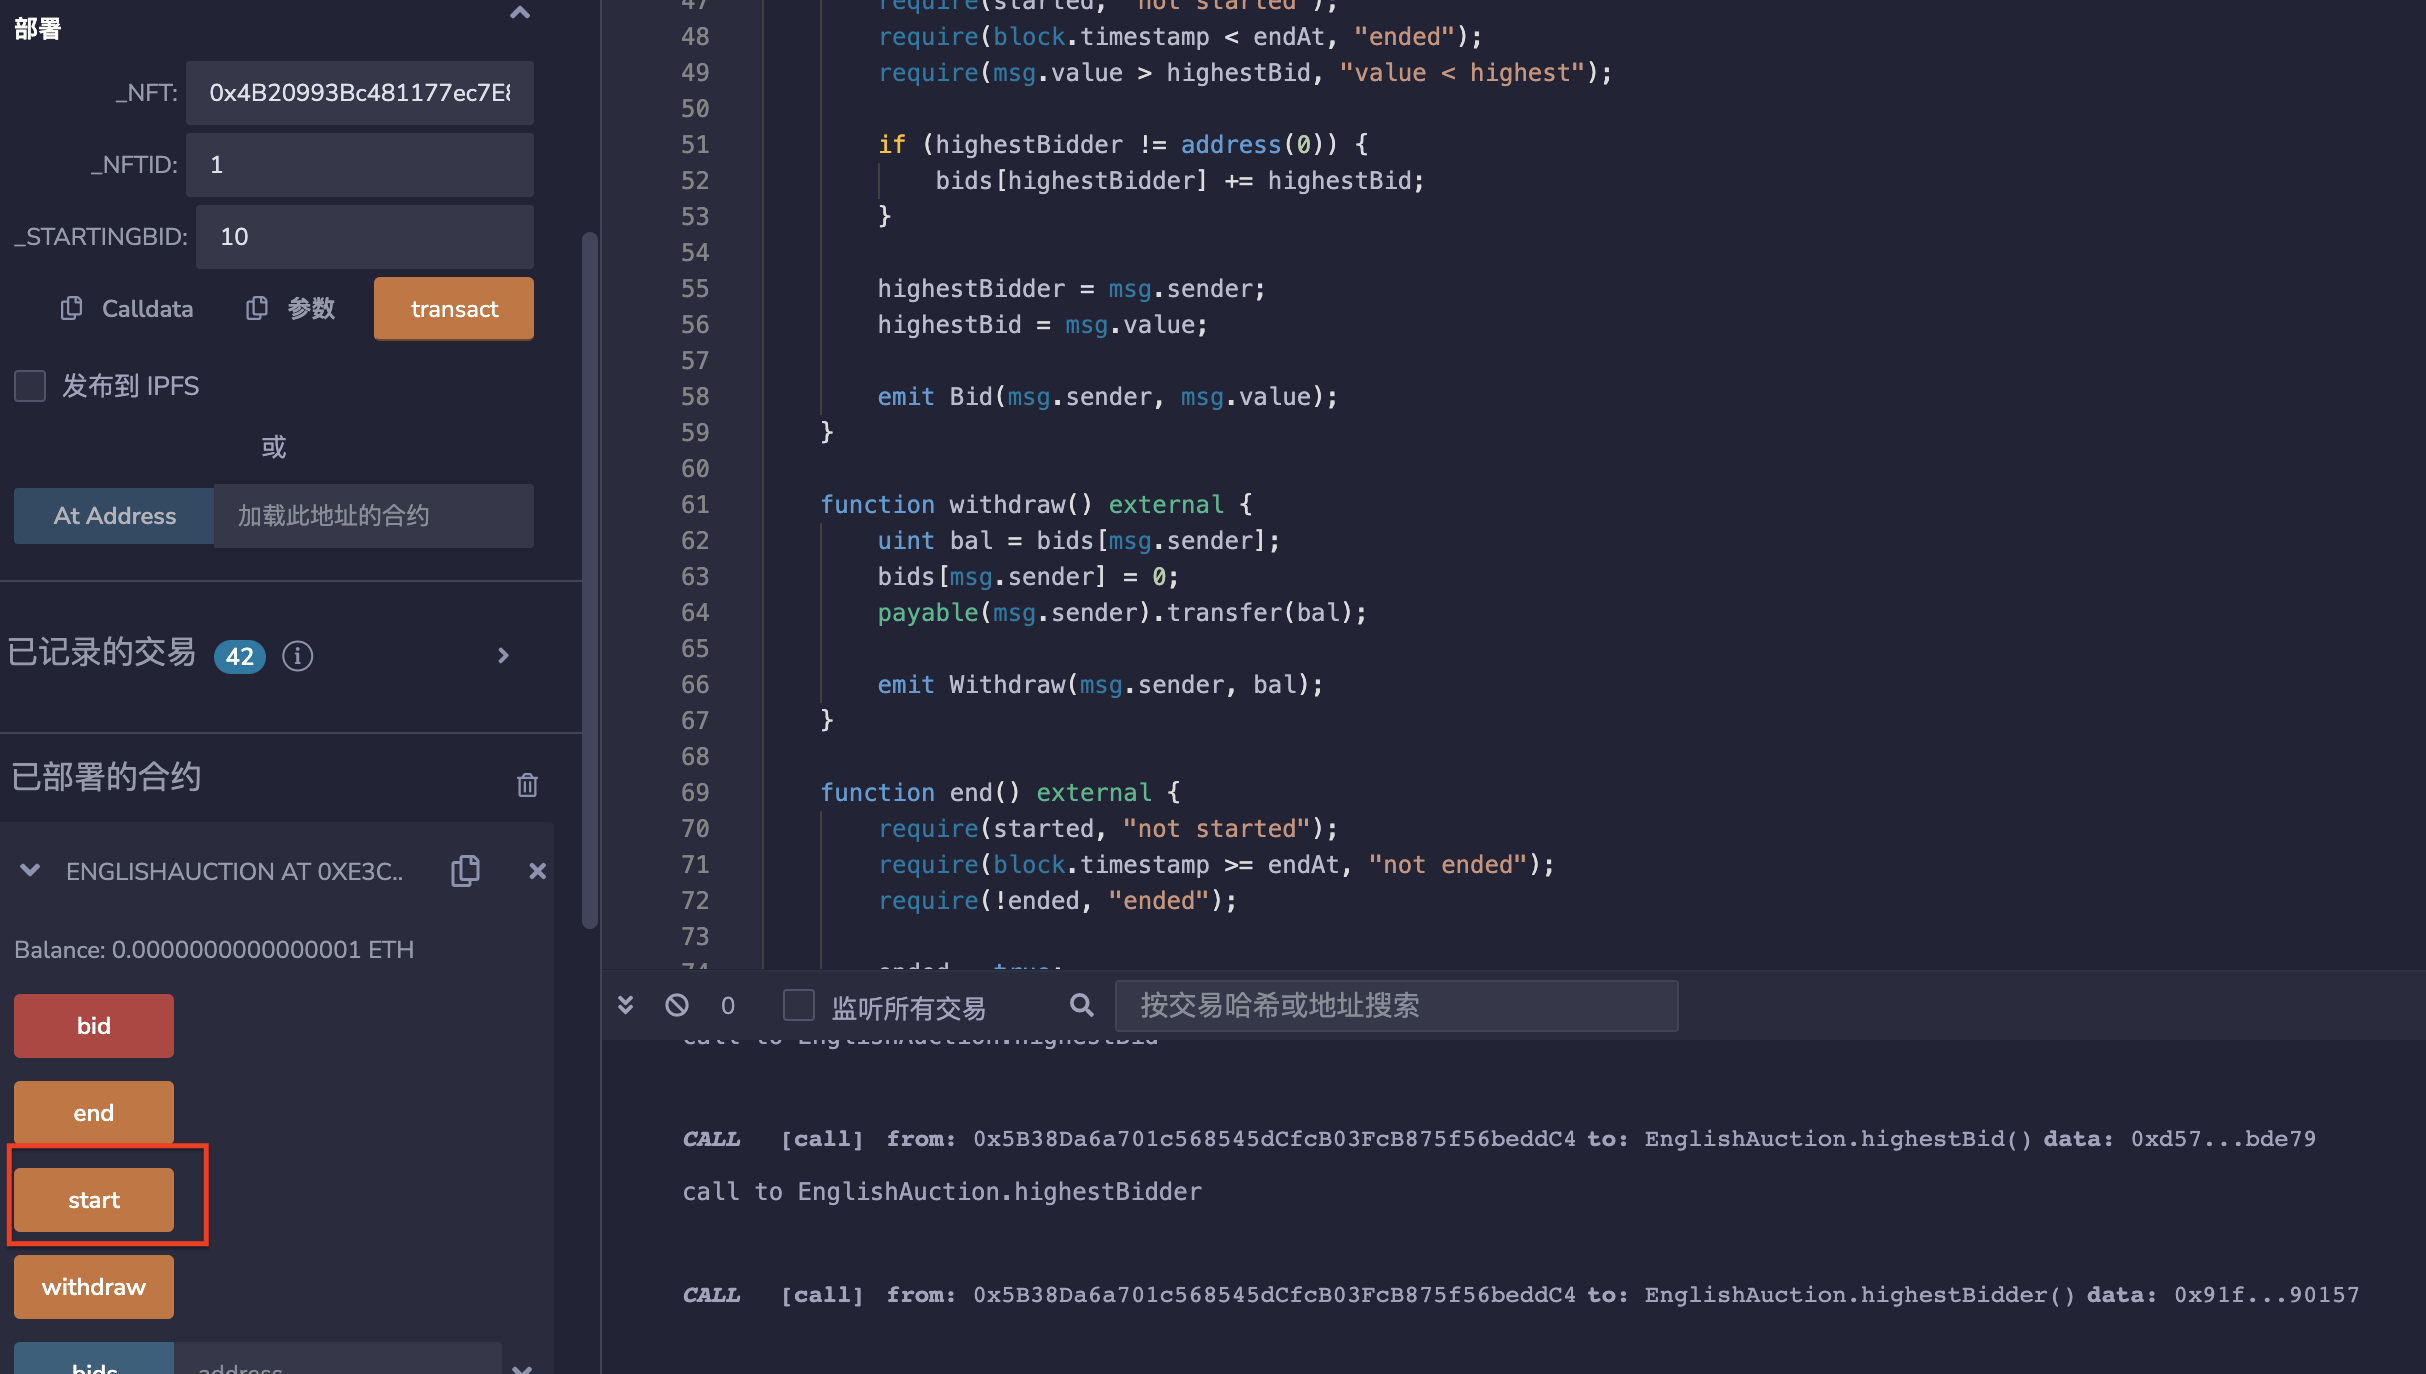 部署
_NFT: 0x4B20993Bc481177ec7E8
_NFTID: 1
_STARTINGBID: 10
Calldata 参数 transact
发布到 IPFS
或
At Address 加载此地址的合约
已记录的交易 42
已部署的合约
ENGLISHAUCTION AT 0XE3C..
Balance: 0.0000000000000001 ETH
bid
end
start
withdraw
bids address
47 require(started, "not started");
48 require(block.timestamp < endAt, "ended");
49 require(msg.value > highestBid, "value < highest");
50
51 if (highestBidder != address(0)) {
52 bids[highestBidder] += highestBid;
53 }
54
55 highestBidder = msg.sender;
56 highestBid = msg.value;
57
58 emit Bid(msg.sender, msg.value);
59 }
60
61 function withdraw() external {
62 uint bal = bids[msg.sender];
63 bids[msg.sender] = 0;
64 payable(msg.sender).transfer(bal);
65
66 emit Withdraw(msg.sender, bal);
67 }
68
69 function end() external {
70 require(started, "not started");
71 require(block.timestamp >= endAt, "not ended");
72 require(!ended, "ended");
73
74 ended = true;
0 监听所有交易 按交易哈希或地址搜索
call to EnglishAuction.highestBid
CALL [call] from: 0x5B38Da6a701c568545dCfcB03FcB875f56beddC4 to: EnglishAuction.highestBid() data: 0xd57...bde79
call to EnglishAuction.highestBidder
CALL [call] from: 0x5B38Da6a701c568545dCfcB03FcB875f56beddC4 to: EnglishAuction.highestBidder() data: 0x91f...90157